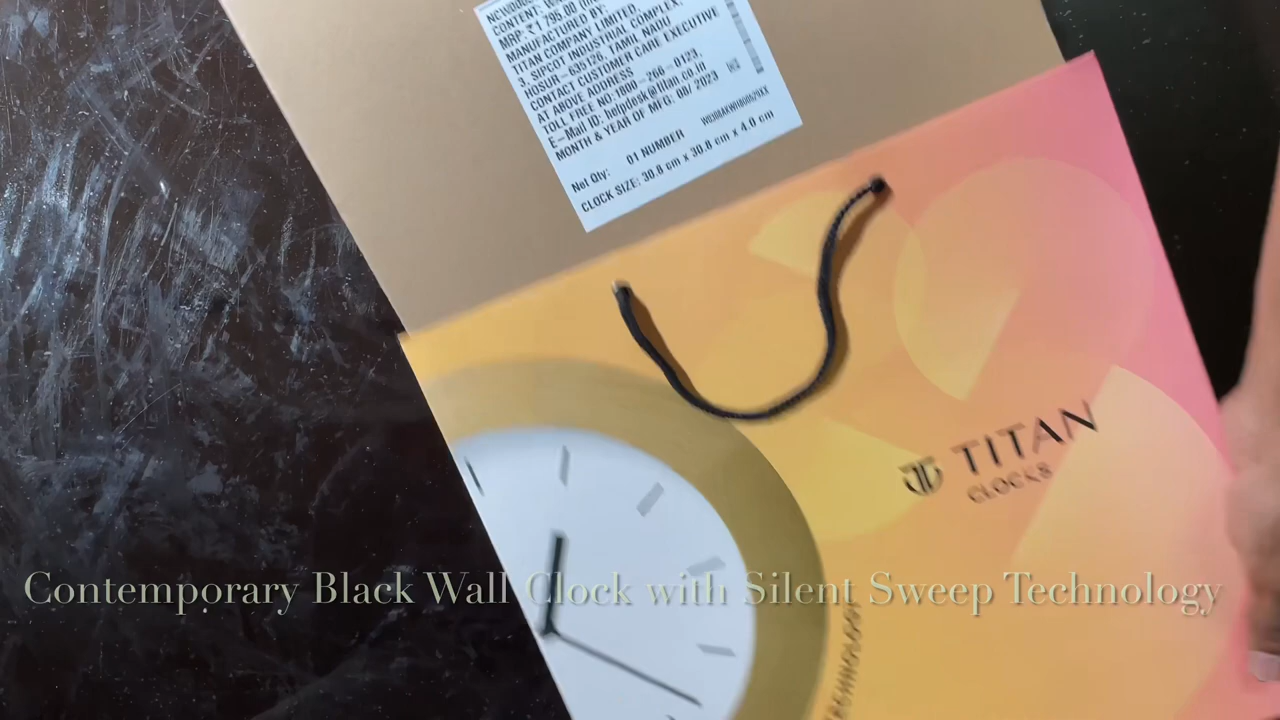 CONTENT:
MRP: ₹1 795.00
MANUFACTURED BY:
TITAN COMPANY LIMITED,
3, SIPCOT INDUSTRIAL COMPLEX,
HOSUR-635126, TAMIL NADU
CONTACT CUSTOMER CARE EXECUTIVE
AT ABOVE ADDRESS
TOLL FREE NO.1800-266-0123,
E-Mail ID: helpdesk@titan.co.in
MONTH & YEAR OF MFG: 08/ 2023
Net Qty: 01 NUMBER
CLOCK SIZE: 30.8 cm x 30.8 cm x 4.0 cm
TITAN
CLOCKS
Contemporary Black Wall Clock with Silent Sweep Technology